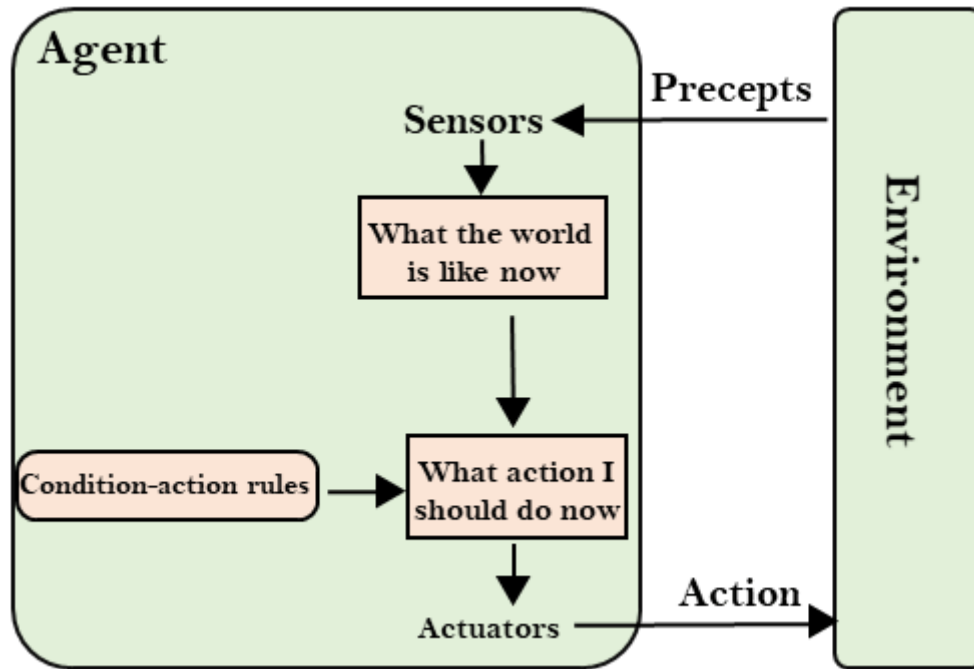 Agent
Precepts
Sensors
What the world
is like now
Environment
Condition-action rules
What action I
should do now
Action
Actuators